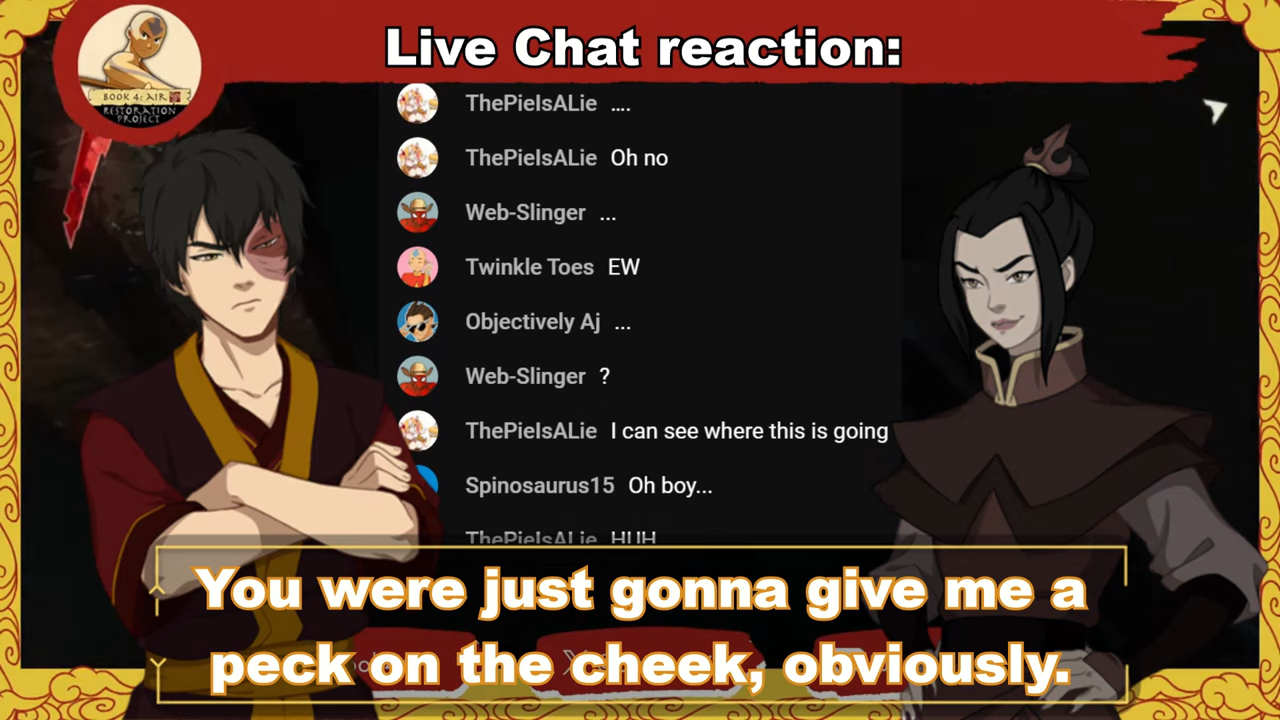 Live Chat reaction:
BOOK 4: AIR
RESTORATION
PROJECT
ThePieIsALie ....
ThePieIsALie Oh no
Web-Slinger ...
Twinkle Toes EW
Objectively Aj ...
Web-Slinger ?
ThePieIsALie I can see where this is going
Spinosaurus15 Oh boy...
ThePieIsALie HUH
You were just gonna give me a
peck on the cheek, obviously.